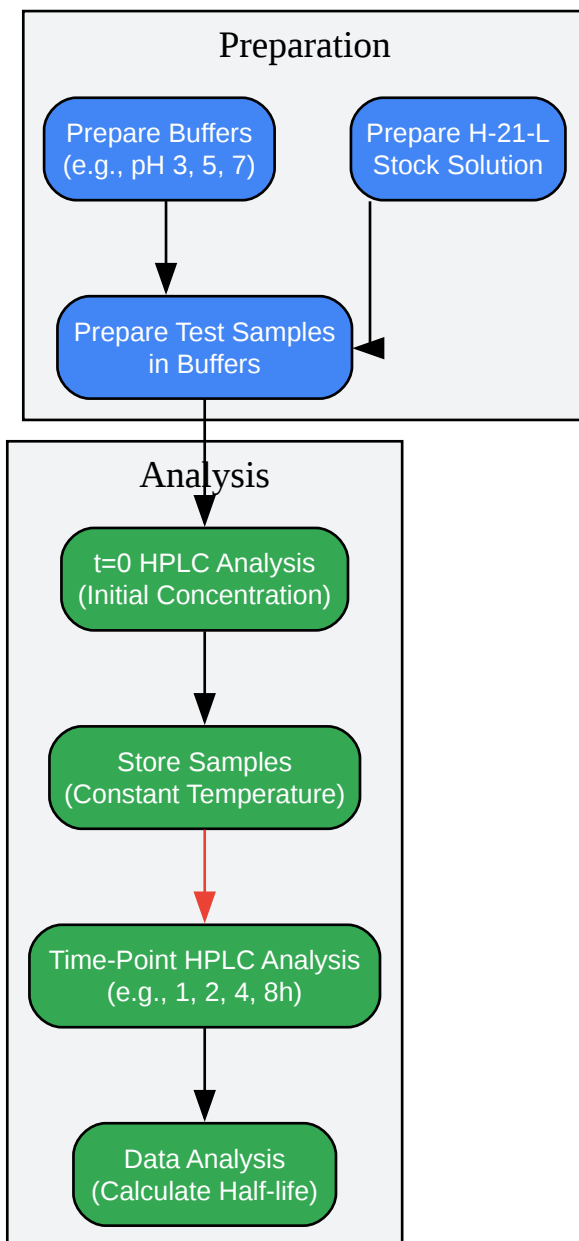 Preparation
Prepare Buffers
(e.g., pH 3, 5, 7)
Prepare H-21-L
Stock Solution
Prepare Test Samples
in Buffers
Analysis
t=0 HPLC Analysis
(Initial Concentration)
Store Samples
(Constant Temperature)
Time-Point HPLC Analysis
(e.g., 1, 2, 4, 8h)
Data Analysis
(Calculate Half-life)